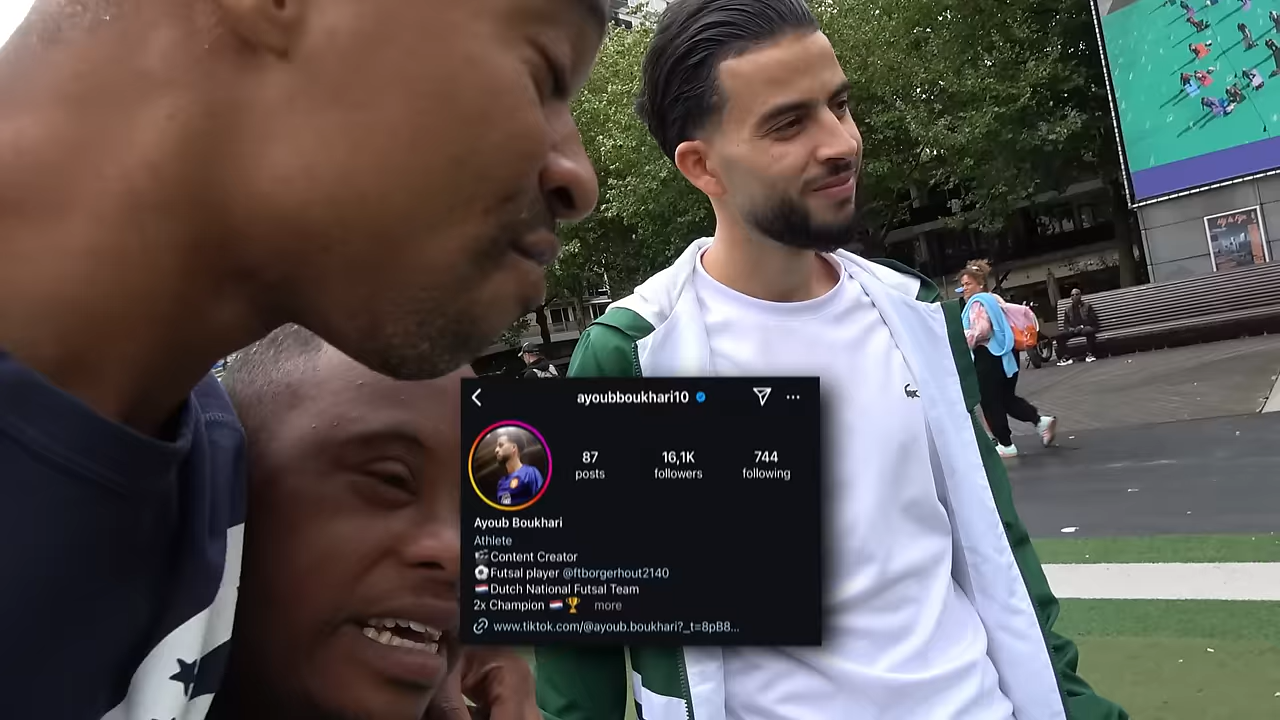 ayoubboukhari10
87 16,1K 744
posts followers following
Ayoub Boukhari
Athlete
Content Creator
Futsal player @ftborgerhout2140
Dutch National Futsal Team
2x Champion more
www.tiktok.com/@ayoub.boukhari?_t=8pB8...